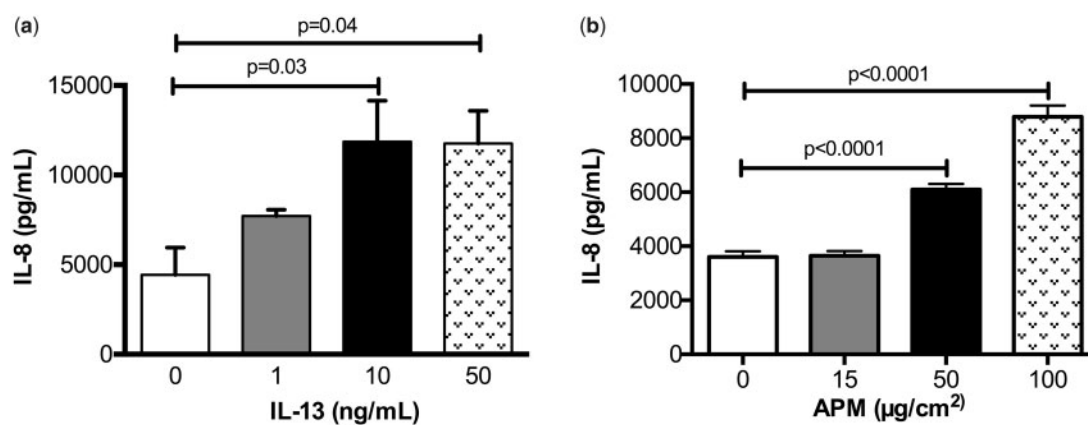 (a)
p=0.04
p=0.03
15000
10000
5000
0
IL-8 (pg/mL)
0 1 10 50
IL-13 (ng/mL)
(b)
p<0.0001
p<0.0001
10000
8000
6000
4000
2000
0
IL-8 (pg/mL)
0 15 50 100
APM (µg/cm²)